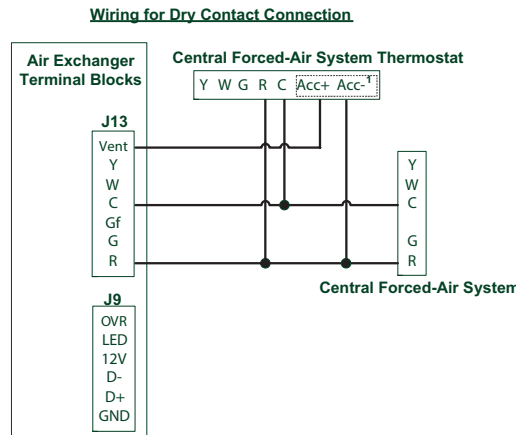 Wiring for Dry Contact Connection
Air Exchanger
Terminal Blocks
Central Forced-Air System Thermostat
Y W G R C Acc+ Acc-1
J13
Vent
Y
W
C
Gf
G
R
Y
W
C
G
R
Central Forced-Air System
J9
OVR
LED
12V
D-
D+
GND